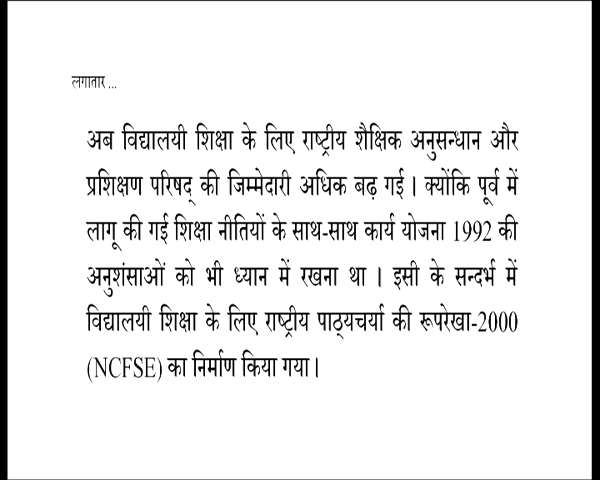 लगातार ...
अब विद्यालयी शिक्षा के लिए राष्ट्रीय शैक्षिक अनुसन्धान और
प्रशिक्षण परिषद् की जिम्मेदारी अधिक बढ़ गई । क्योंकि पूर्व में
लागू की गई शिक्षा नीतियों के साथ-साथ कार्य योजना 1992 की
अनुशंसाओं को भी ध्यान में रखना था । इसी के सन्दर्भ में
विद्यालयी शिक्षा के लिए राष्ट्रीय पाठ्यचर्या की रूपरेखा-2000
(NCFSE) का निर्माण किया गया ।